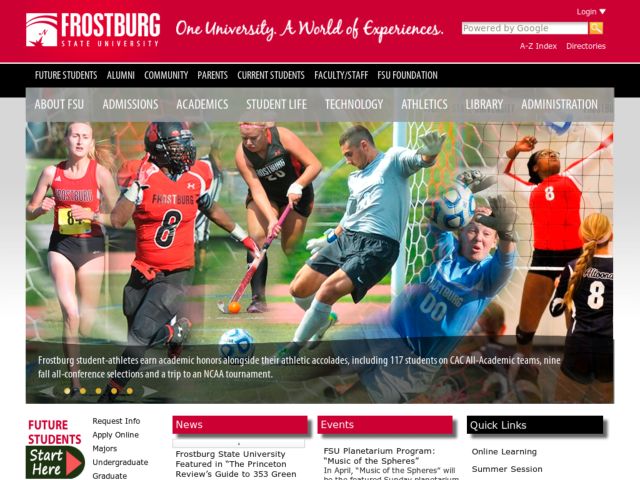 FROSTBURG
STATE UNIVERSITY
One University. A World of Experiences.
Login
Powered by Google
A-Z Index Directories
FUTURE STUDENTS ALUMNI COMMUNITY PARENTS CURRENT STUDENTS FACULTY/STAFF FSU FOUNDATION
ABOUT FSU ADMISSIONS ACADEMICS STUDENT LIFE TECHNOLOGY ATHLETICS LIBRARY ADMINISTRATION
FROSTBURG
FROSTBURG
8
FROSTBURG
20
00
8
8
Frostburg student-athletes earn academic honors alongside their athletic accolades, including 117 students on CAC All-Academic teams, nine
fall all-conference selections and a trip to an NCAA tournament.
FUTURE
STUDENTS
Start
Here
Request Info
Apply Online
Majors
Undergraduate
Graduate
News
Frostburg State University
Featured in “The Princeton
Review’s Guide to 353 Green
Events
FSU Planetarium Program:
“Music of the Spheres”
In April, “Music of the Spheres” will
be the featured Sunday planetarium
Quick Links
Online Learning
Summer Session